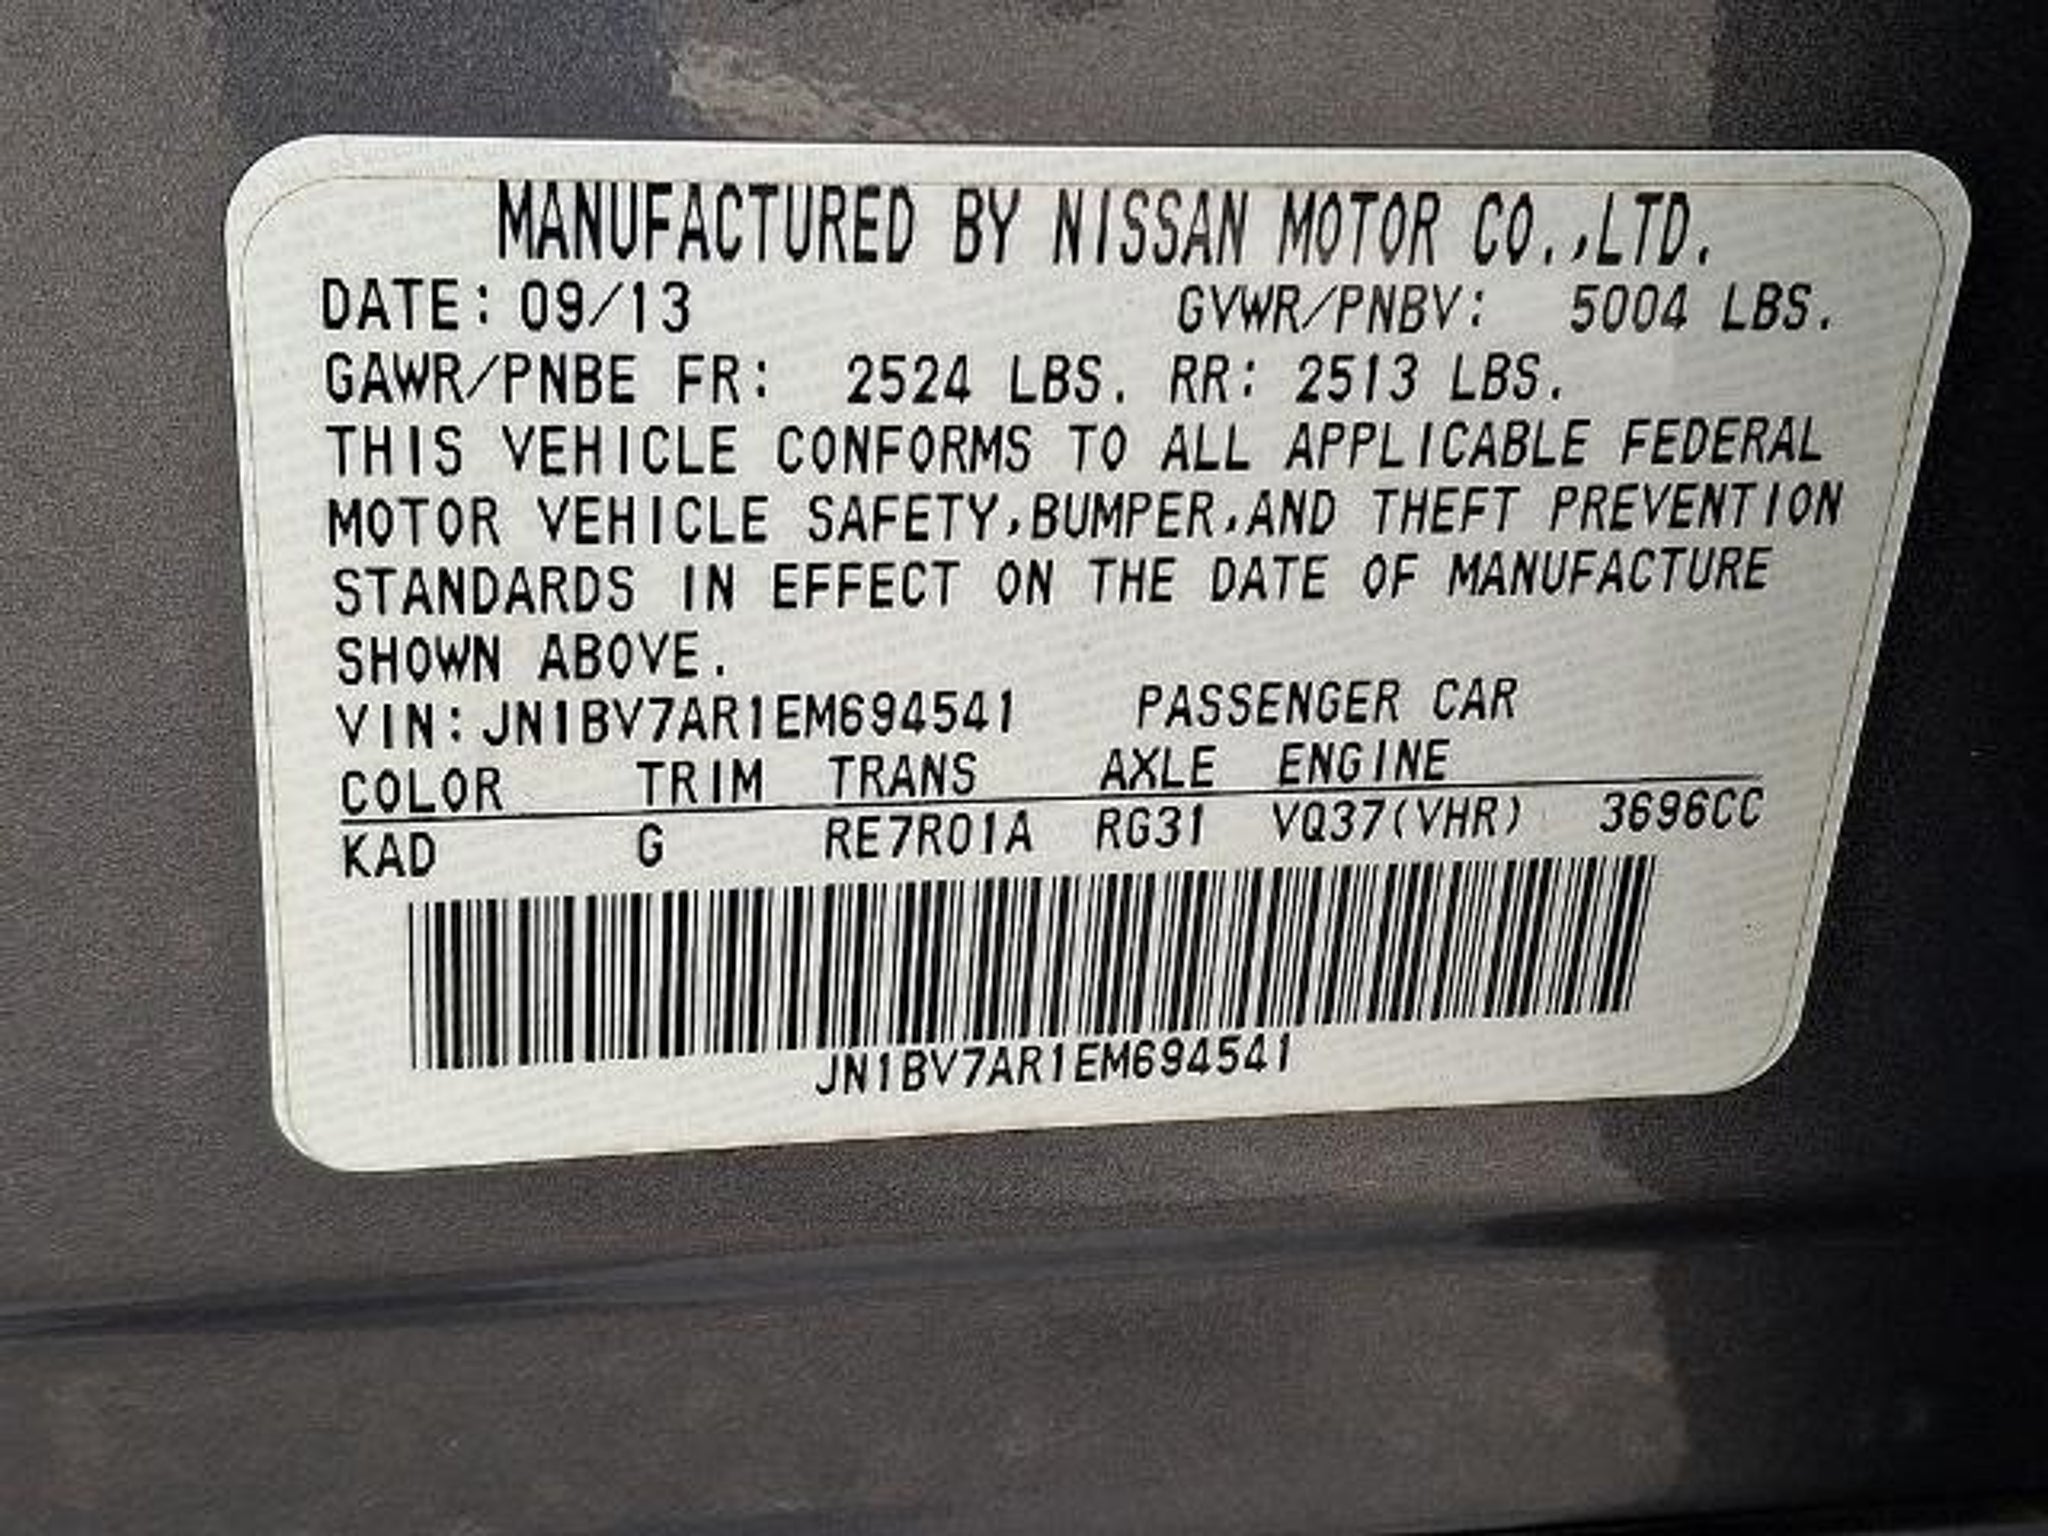 MANUFACTURED BY NISSAN MOTOR CO.,LTD.
DATE: 09/13 GVWR/PNBV: 5004 LBS.
GAWR/PNBE FR: 2524 LBS. RR: 2513 LBS.
THIS VEHICLE CONFORMS TO ALL APPLICABLE FEDERAL
MOTOR VEHICLE SAFETY,BUMPER,AND THEFT PREVENTION
STANDARDS IN EFFECT ON THE DATE OF MANUFACTURE
SHOWN ABOVE.
VIN:JN1BV7AR1EM694541 PASSENGER CAR
COLOR TRIM TRANS AXLE ENGINE
KAD G RE7R01A RG31 VQ37(VHR) 3696CC
JN1BV7AR1EM694541